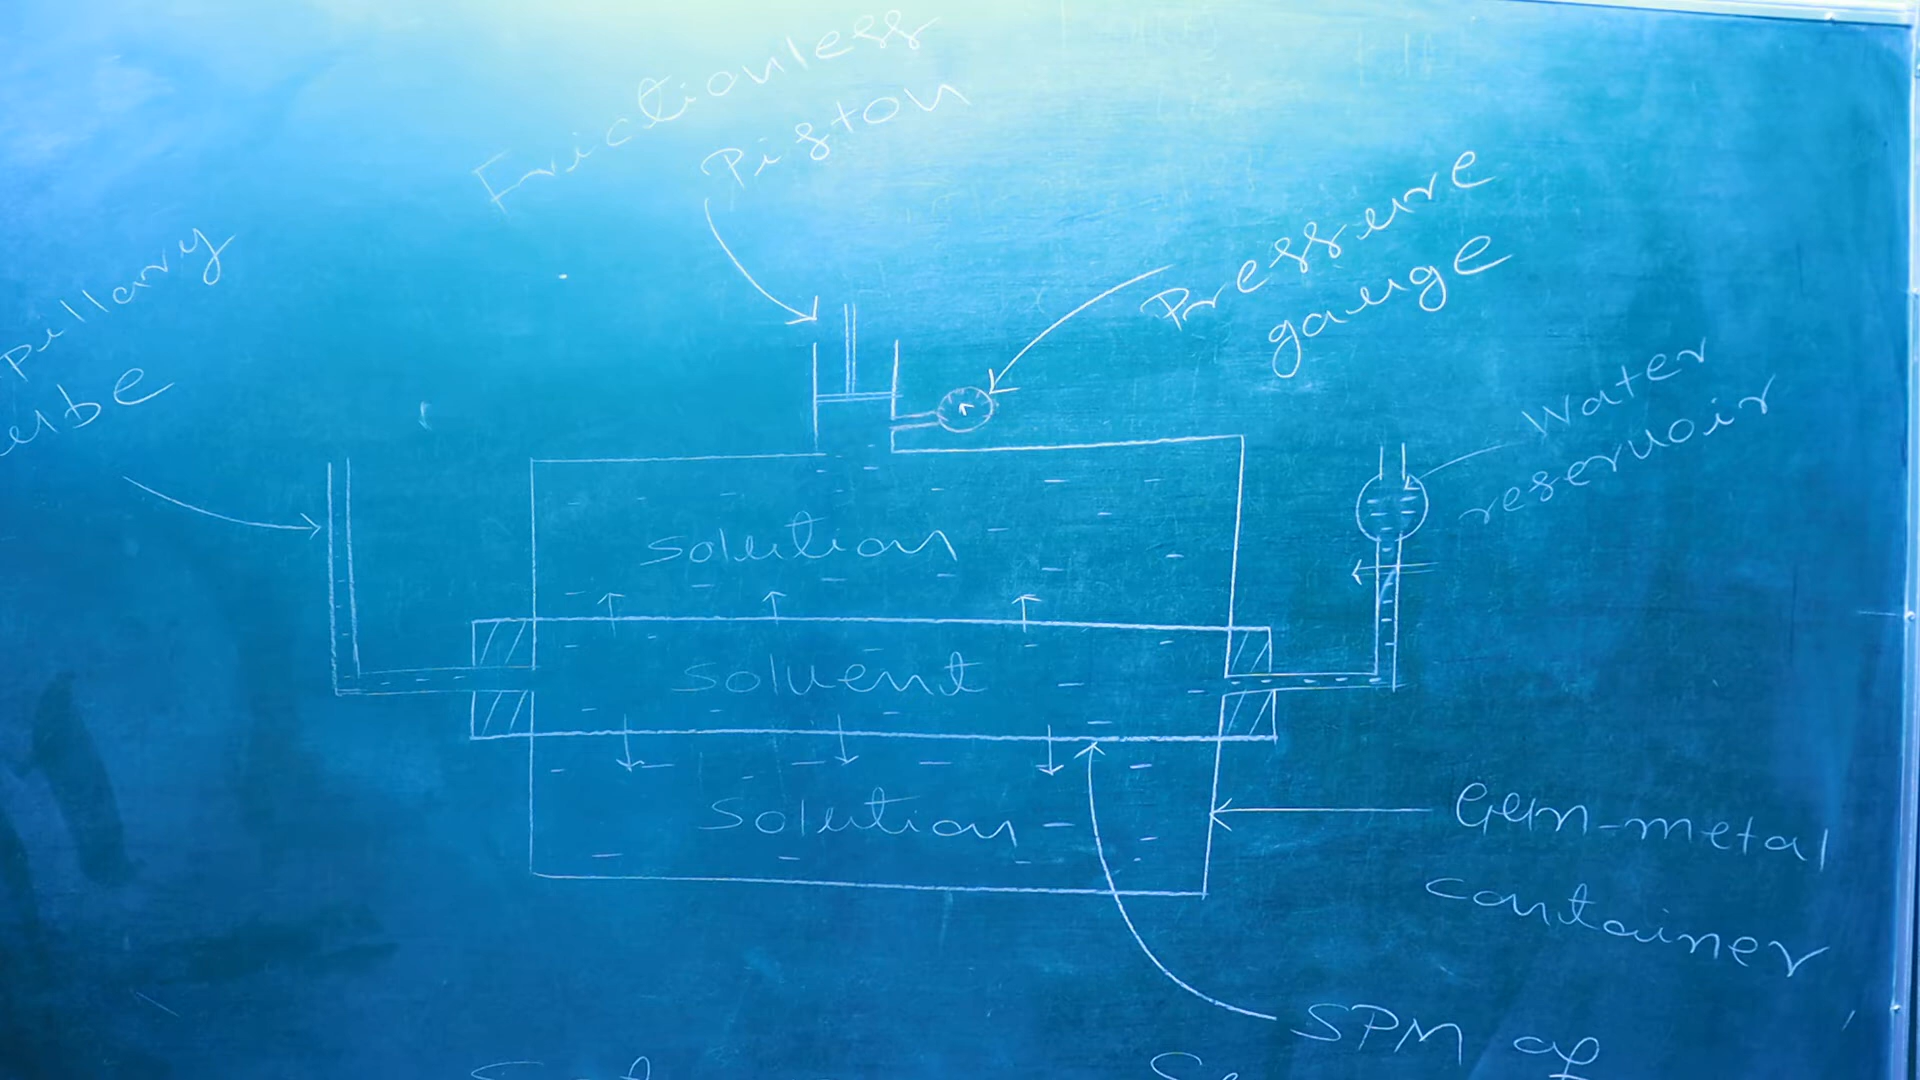 Frictionless
Piston
Pressure
gauge
pillary
ube
Water
reservoir
Solution
Solvent
Solution
Gun-metal
container
SPM of